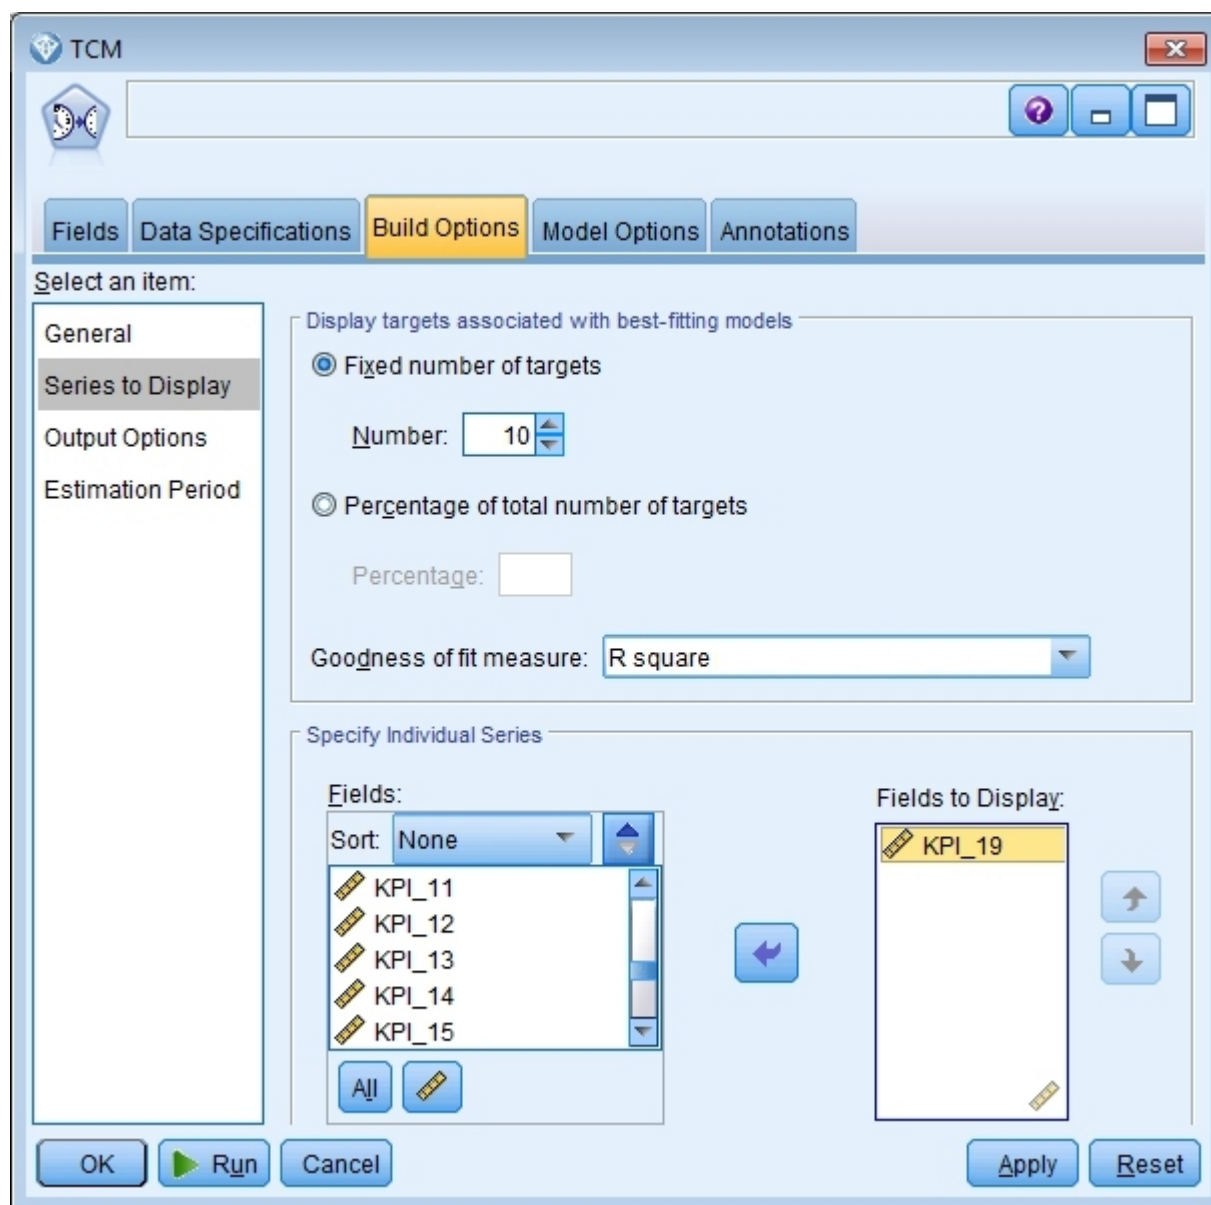 TCM
Fields Data Specifications Build Options Model Options Annotations
Select an item:
General
Series to Display
Output Options
Estimation Period
Display targets associated with best-fitting models
Fixed number of targets
Number: 10
Percentage of total number of targets
Percentage:
Goodness of fit measure: R square
Specify Individual Series
Fields:
Sort: None
KPI_11
KPI_12
KPI_13
KPI_14
KPI_15
All
Fields to Display:
KPI_19
OK Run Cancel Apply Reset